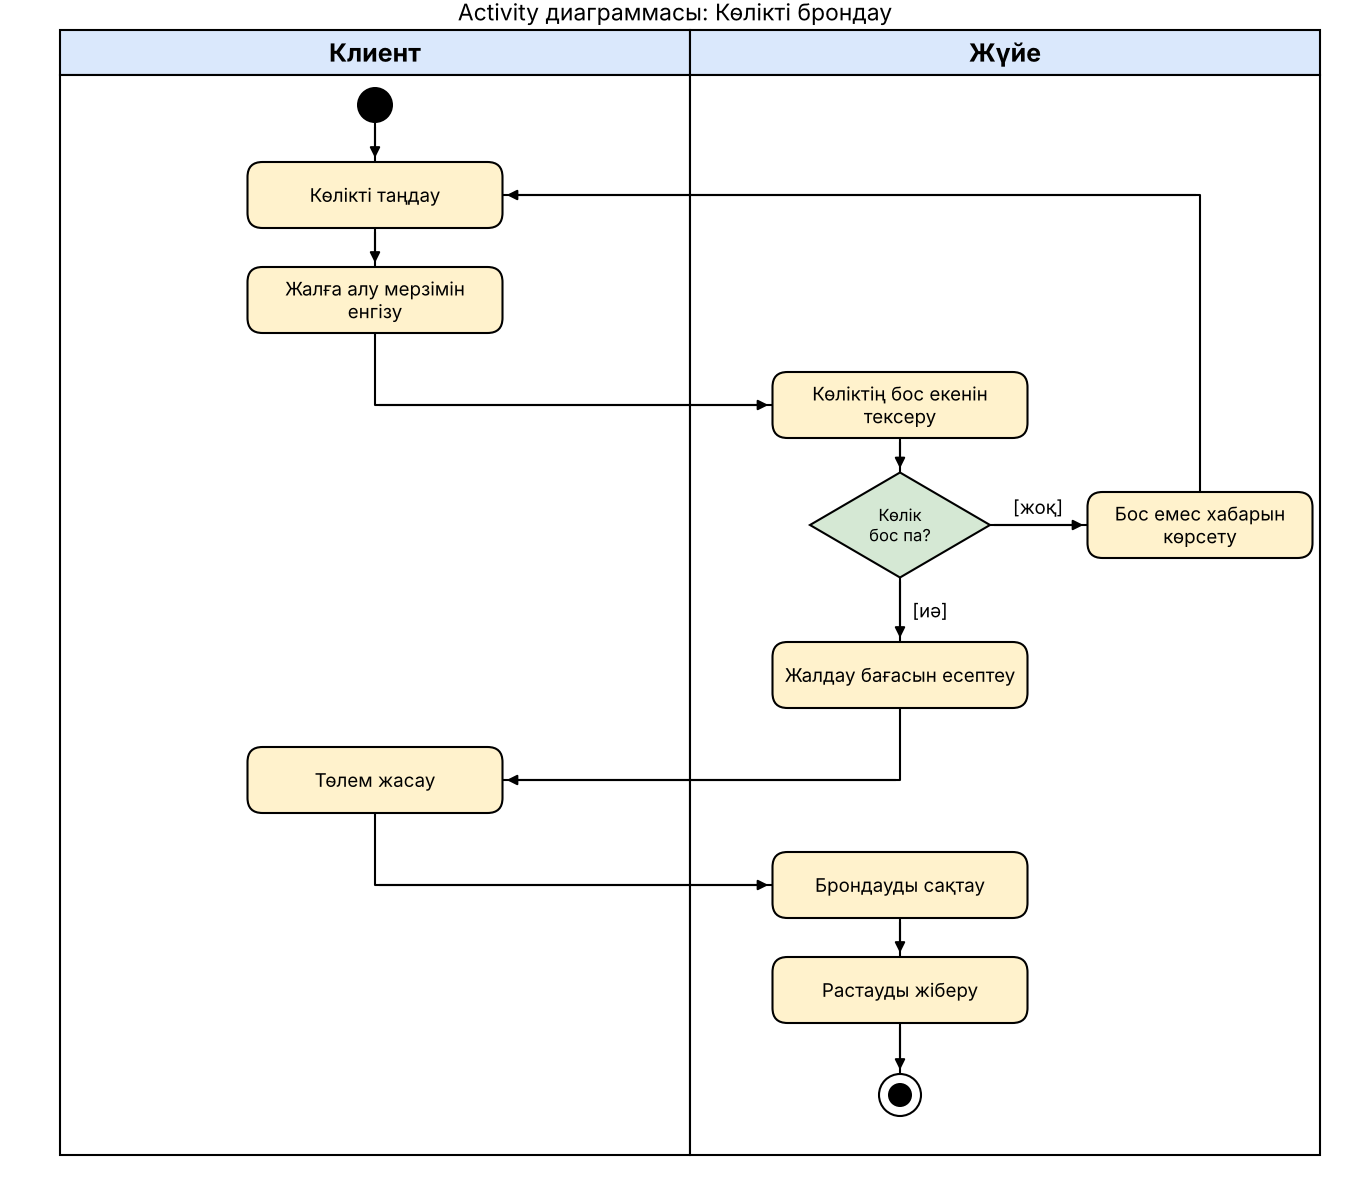 Activity диаграммасы: Көлікті брондау
Клиент
Жүйе
Көлікті таңдау
Жалға алу мерзімін
енгізу
Көліктің бос екенін
тексеру
Көлік
бос па?
[жоқ]
Бос емес хабарын
көрсету
[иә]
Жалдау бағасын есептеу
Төлем жасау
Брондауды сақтау
Растауды жіберу